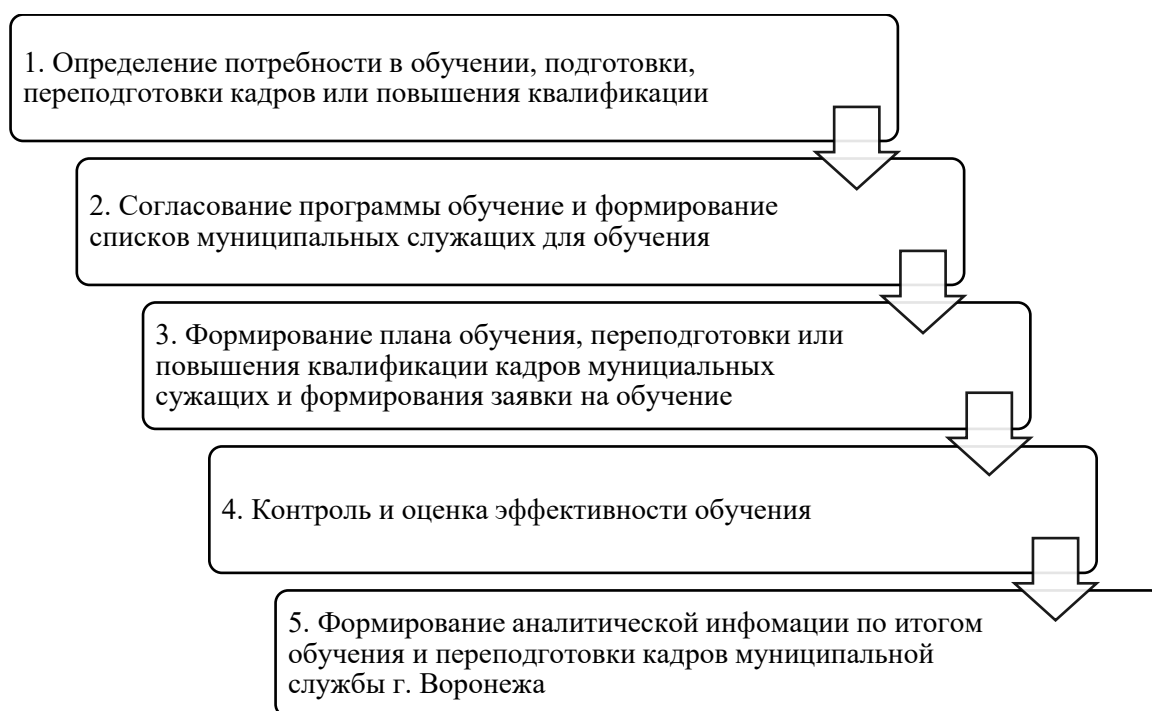 1. Определение потребности в обучении, подготовки,
переподготовки кадров или повышения квалификации
2. Согласование программы обучение и формирование
списков муниципальных служащих для обучения
3. Формирование плана обучения, переподготовки или
повышения квалификации кадров мунициальных
сужащих и формирования заявки на обучение
4. Контроль и оценка эффективности обучения
5. Формирование аналитической инфомации по итогом
обучения и переподготовки кадров муниципальной
службы г. Воронежа